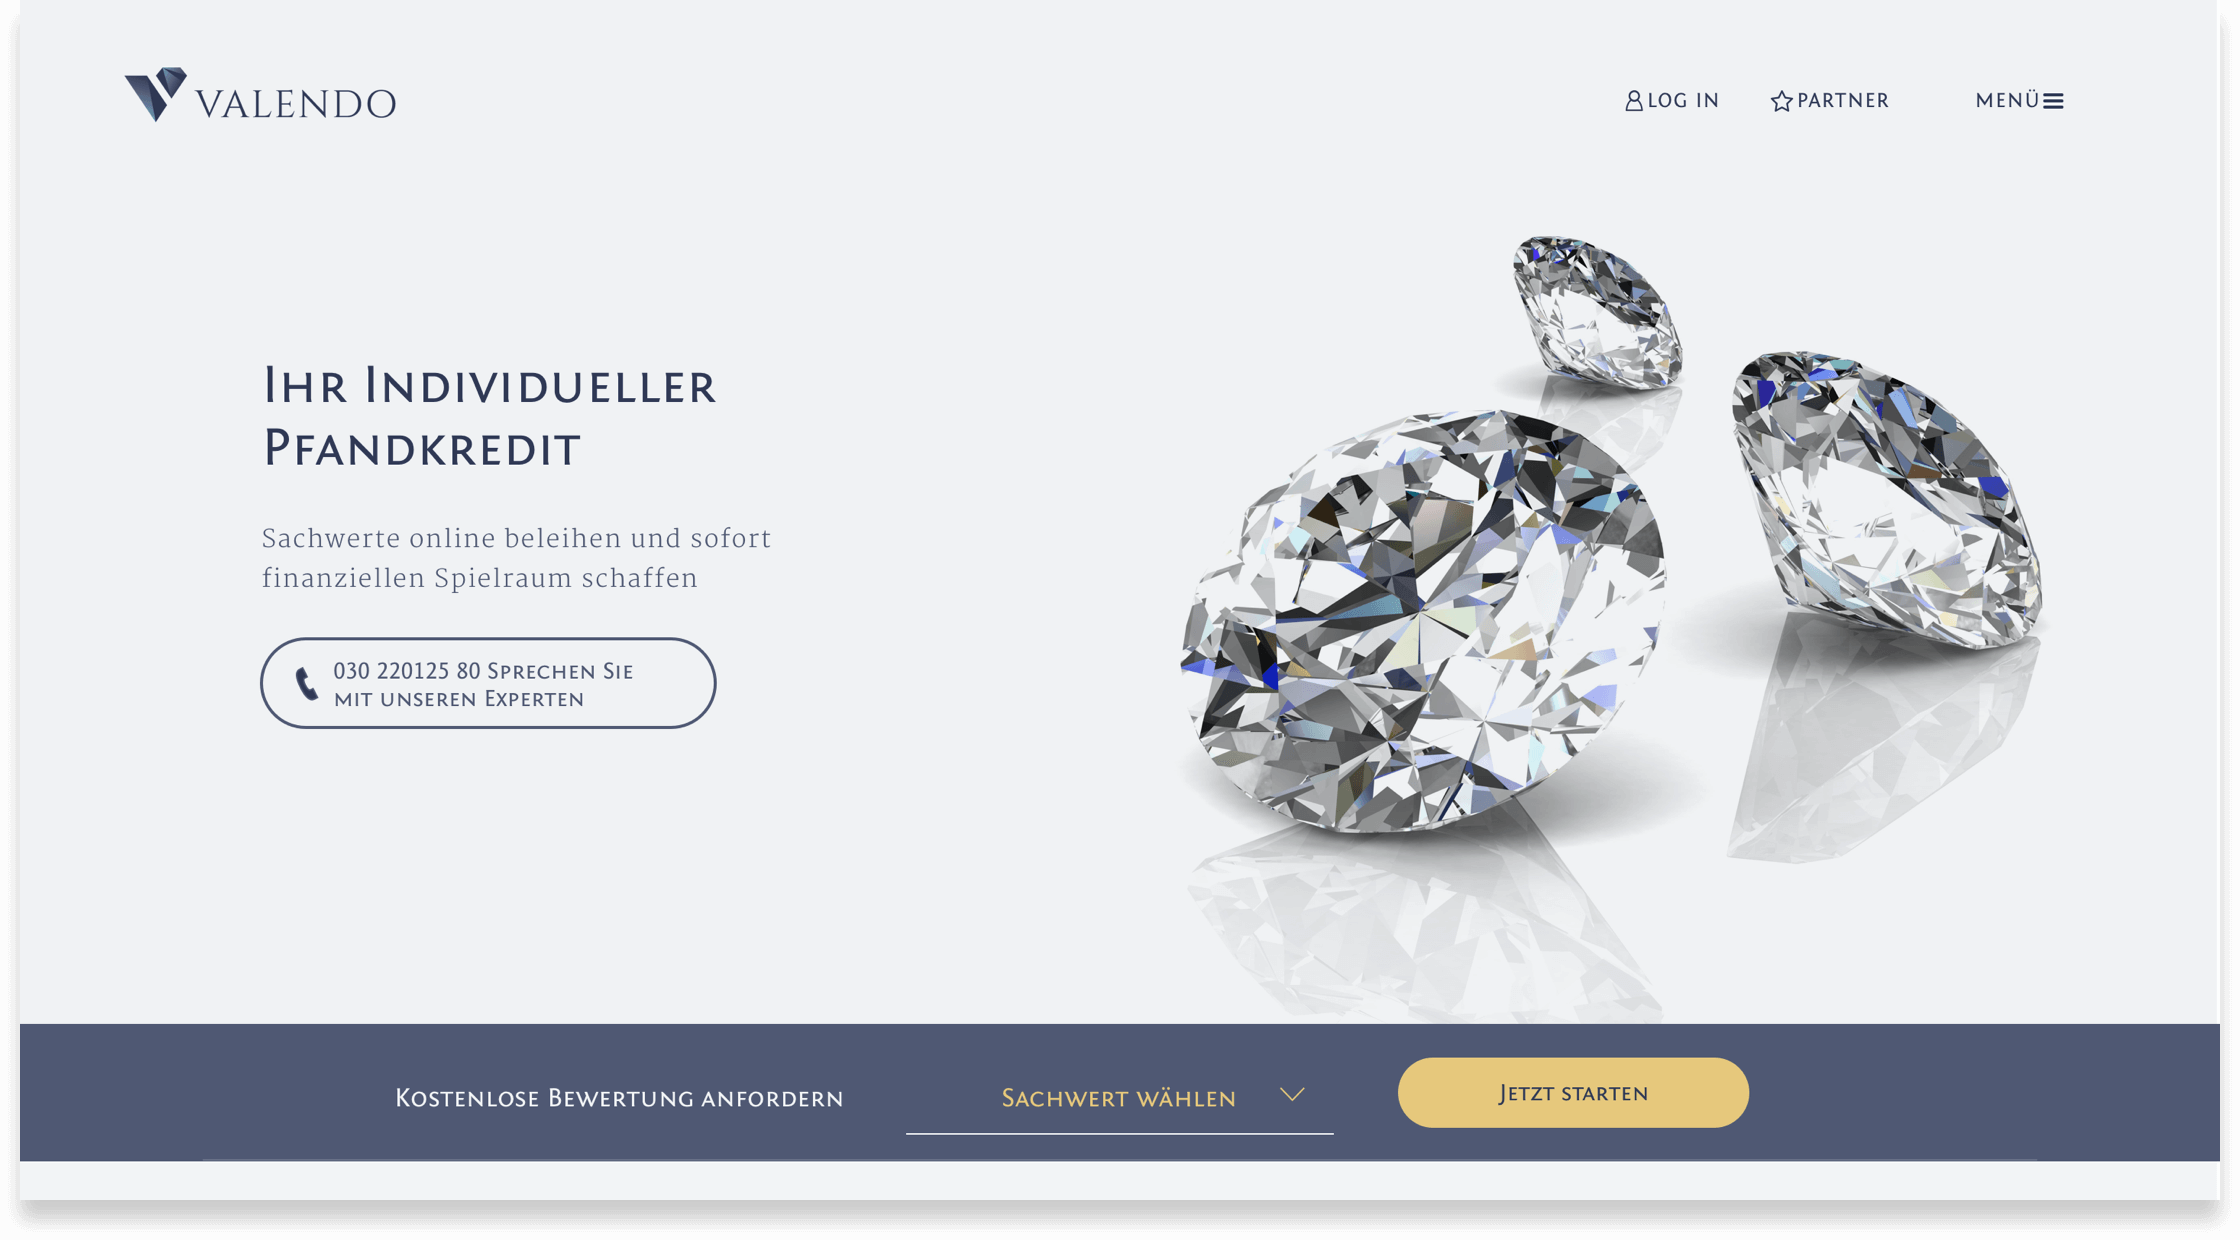 VALENDO
LOG IN
PARTNER
MENÜ
Ihr Individueller
Pfandkredit
Sachwerte online beleihen und sofort
finanziellen Spielraum schaffen
030 220125 80 Sprechen Sie
mit unseren Experten
Kostenlose Bewertung anfordern
Sachwert wählen
Jetzt starten